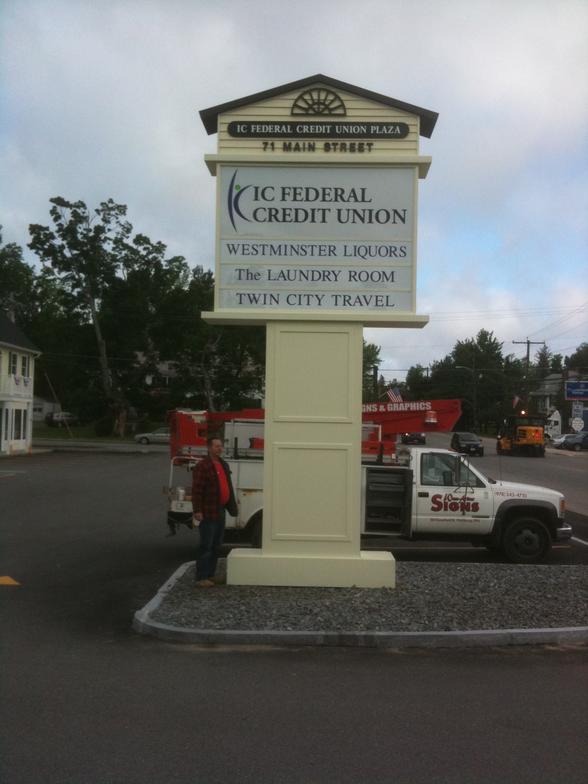 IC FEDERAL CREDIT UNION PLAZA
71 MAIN STREET
IC FEDERAL
CREDIT UNION
WESTMINSTER LIQUORS
The LAUNDRY ROOM
TWIN CITY TRAVEL
SIGNS & GRAPHICS
SIGNS